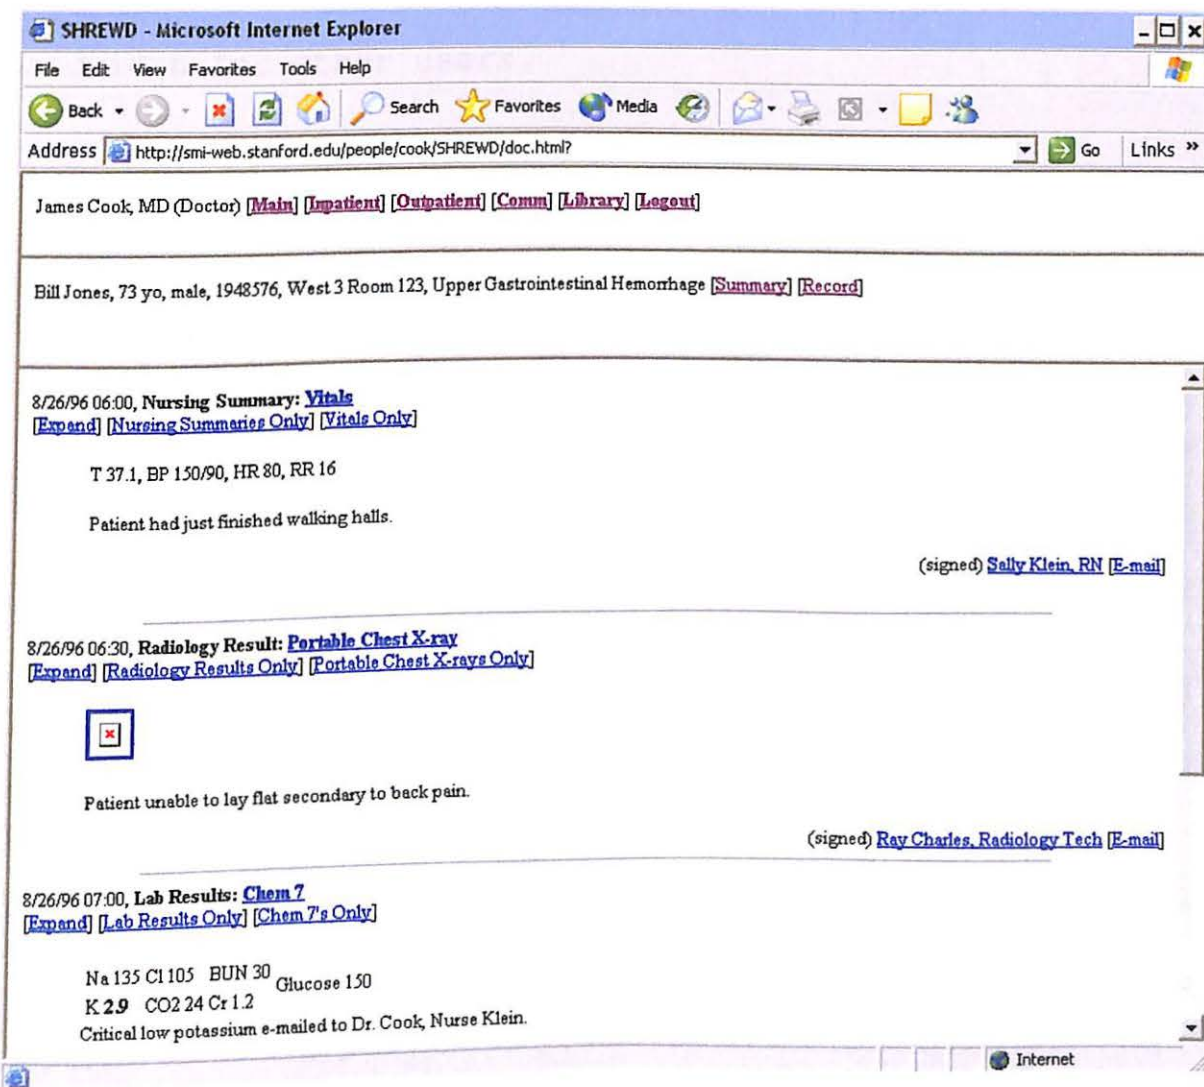 SHREWD - Microsoft Internet Explorer
File Edit View Favorites Tools Help
Back Search Favorites Media
Address http://smi-web.stanford.edu/people/cook/SHREWD/doc.html? Go Links »
James Cook, MD (Doctor) [Main] [Inpatient] [Outpatient] [Comm] [Library] [Logout]
Bill Jones, 73 yo, male, 1948576, West 3 Room 123, Upper Gastrointestinal Hemorrhage [Summary] [Record]
8/26/96 06:00, Nursing Summary: Vitals
[Expand] [Nursing Summaries Only] [Vitals Only]
T 37.1, BP 150/90, HR 80, RR 16
Patient had just finished walking halls.
(signed) Sally Klein, RN [E-mail]
8/26/96 06:30, Radiology Result: Portable Chest X-ray
[Expand] [Radiology Results Only] [Portable Chest X-rays Only]
Patient unable to lay flat secondary to back pain.
(signed) Ray Charles, Radiology Tech [E-mail]
8/26/96 07:00, Lab Results: Chem 7
[Expand] [Lab Results Only] [Chem 7's Only]
Na 135 Cl 105 BUN 30 Glucose 150
K 2.9 CO2 24 Cr 1.2
Critical low potassium e-mailed to Dr. Cook, Nurse Klein.
Internet